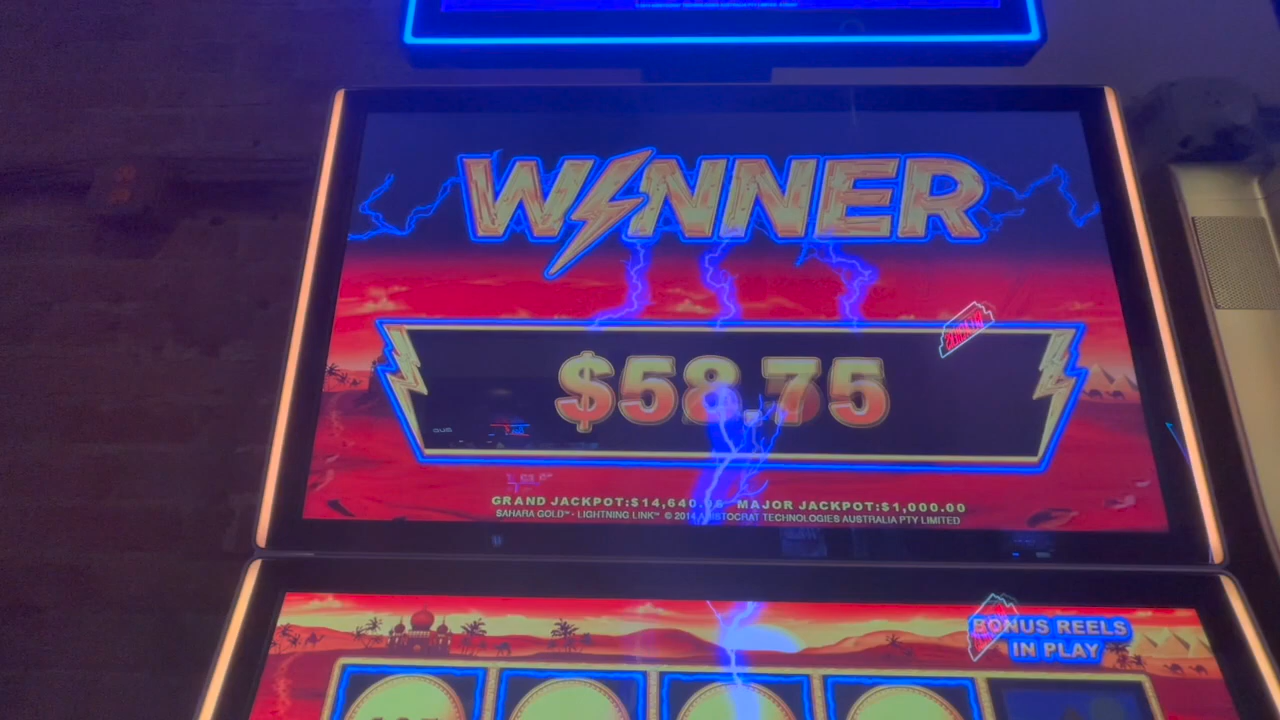 WINNER
$58.75
GRAND JACKPOT:$14,640. MAJOR JACKPOT:$1,000.00
SAHARA GOLD™ - LIGHTNING LINK™ © 2014 ARISTOCRAT TECHNOLOGIES AUSTRALIA PTY LIMITED
BONUS REELS
IN PLAY